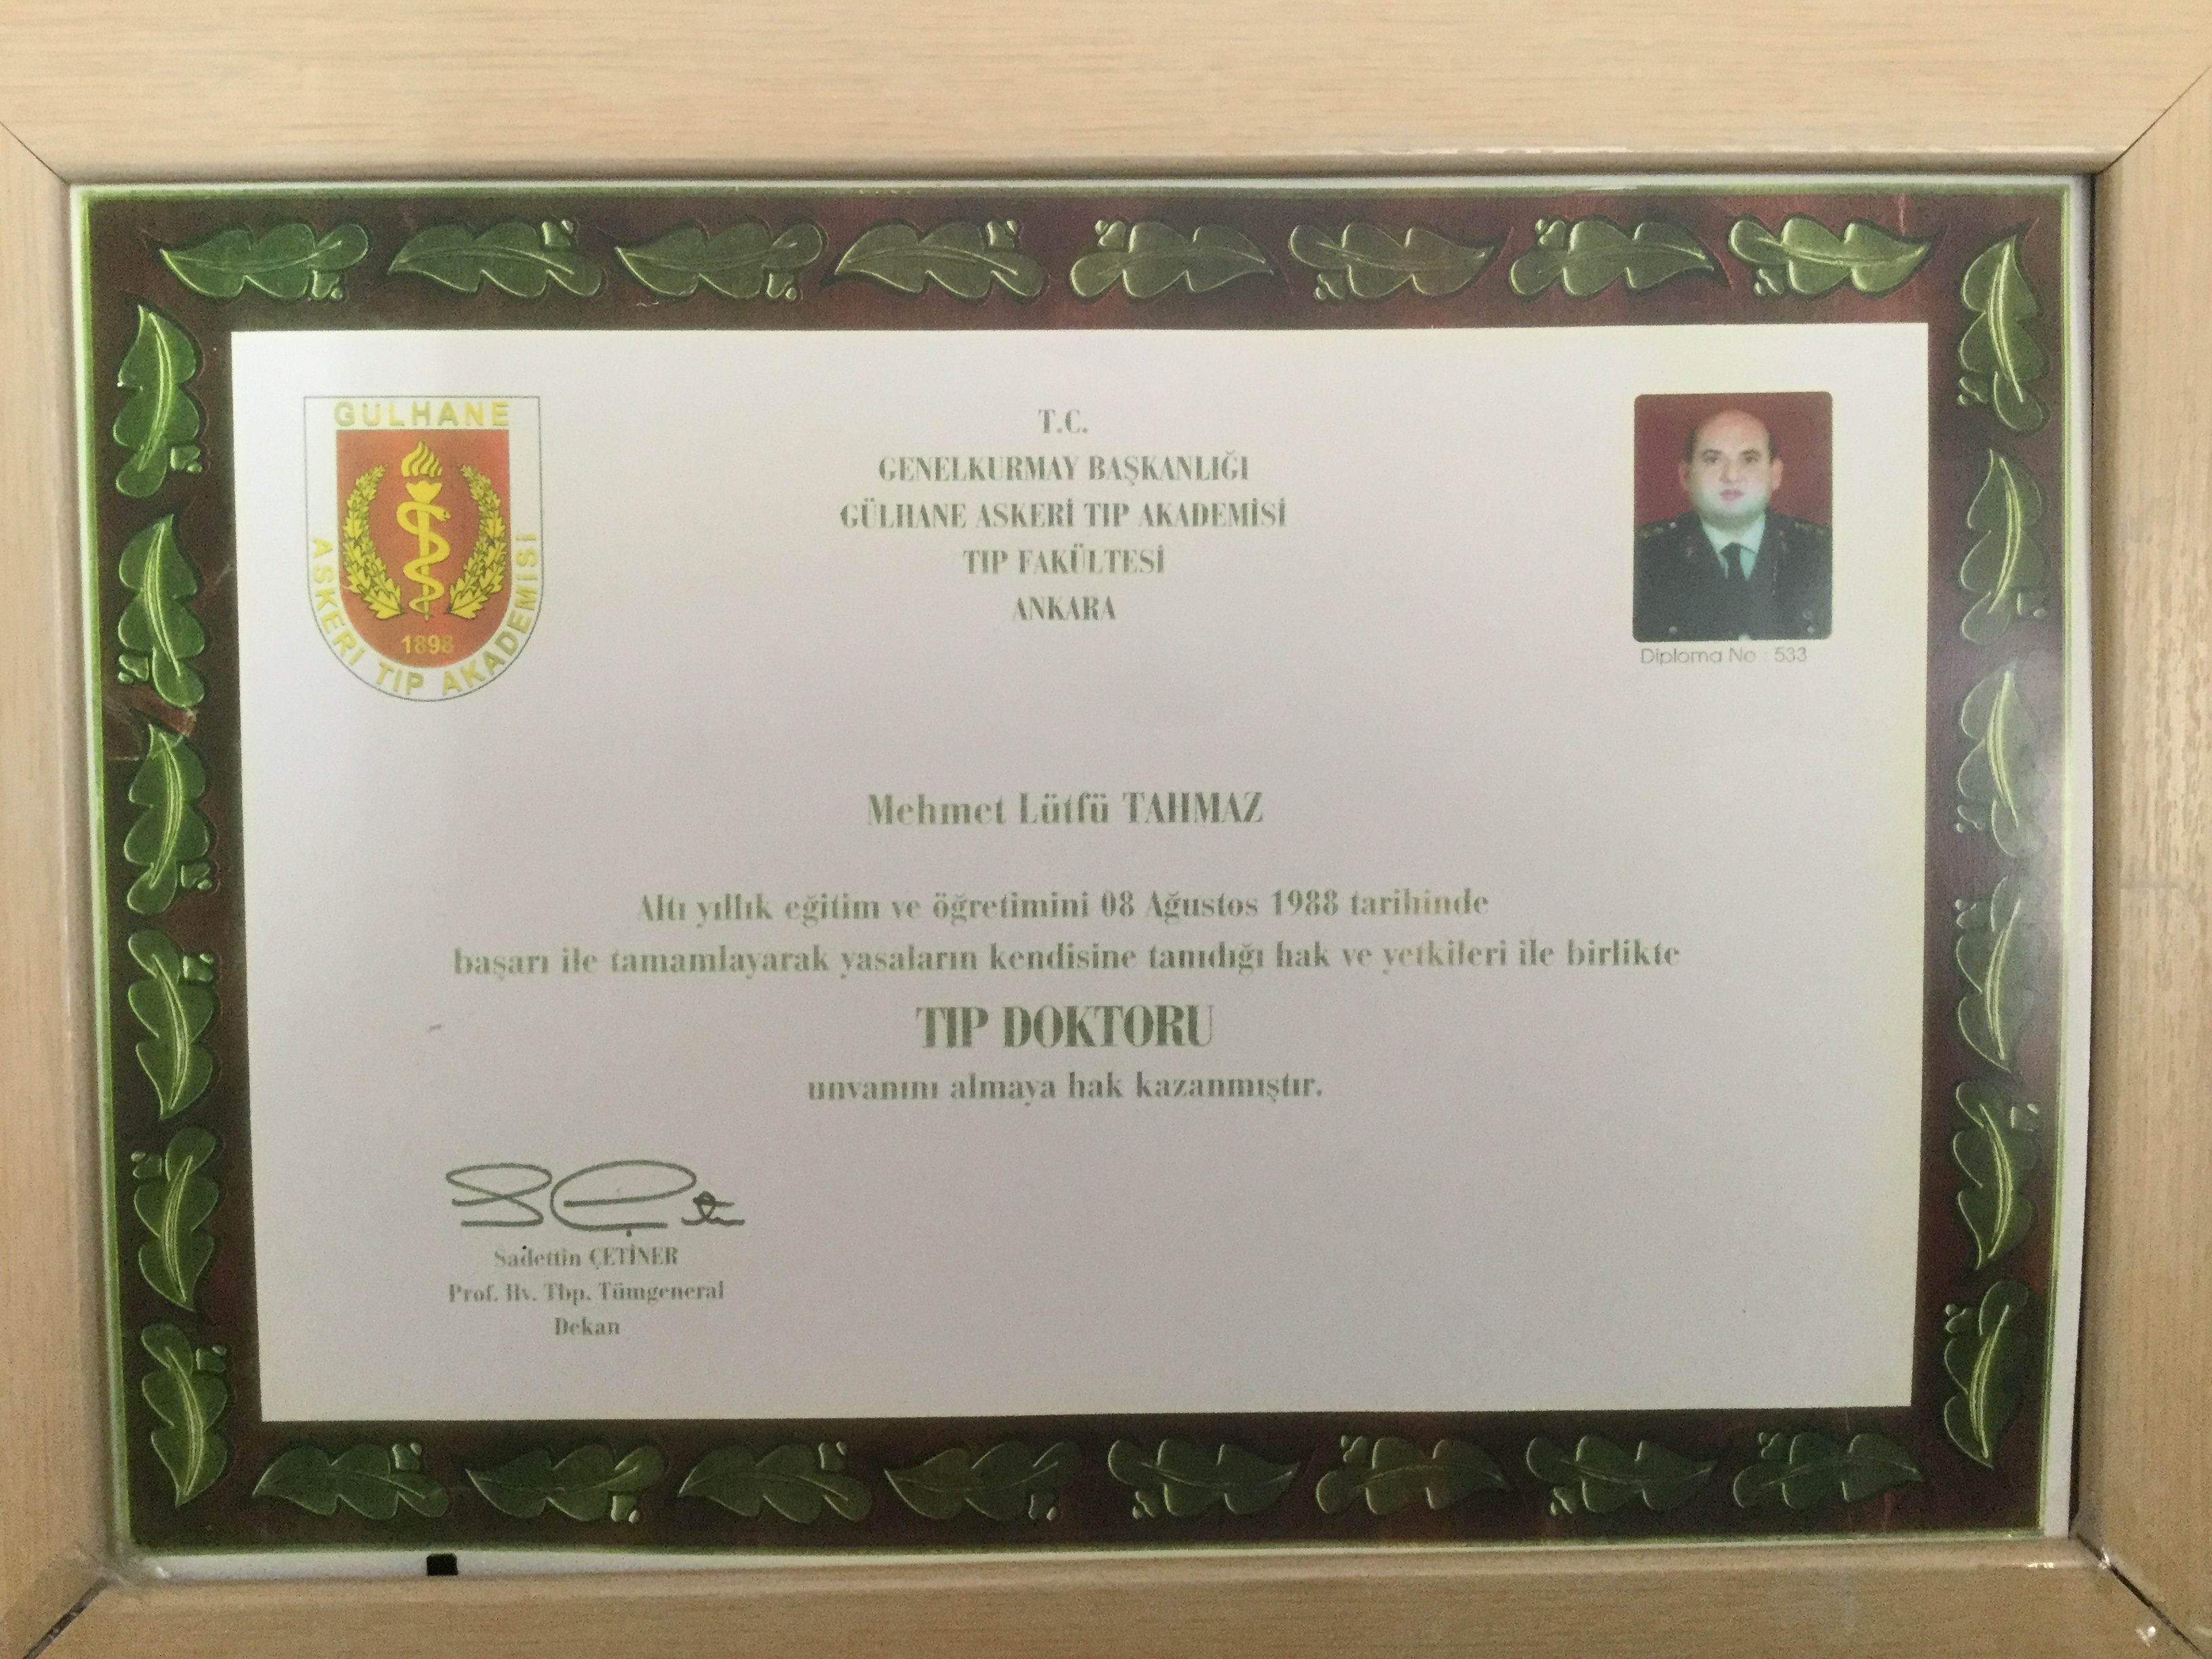 GÜLHANE
ASKERİ TIP AKADEMİSİ
1898
T.C.
GENELKURMAY BAŞKANLIĞI
GÜLHANE ASKERİ TIP AKADEMİSİ
TIP FAKÜLTESİ
ANKARA
Diploma No : 533
Mehmet Lütfü TAHMAZ
Altı yıllık eğitim ve öğretimini 08 Ağustos 1988 tarihinde
başarı ile tamamlayarak yasaların kendisine tanıdığı hak ve yetkileri ile birlikte
TIP DOKTORU
unvanını almaya hak kazanmıştır.
Sadettin ÇETİNER
Prof. Hv. Tbp. Tümgeneral
Dekan